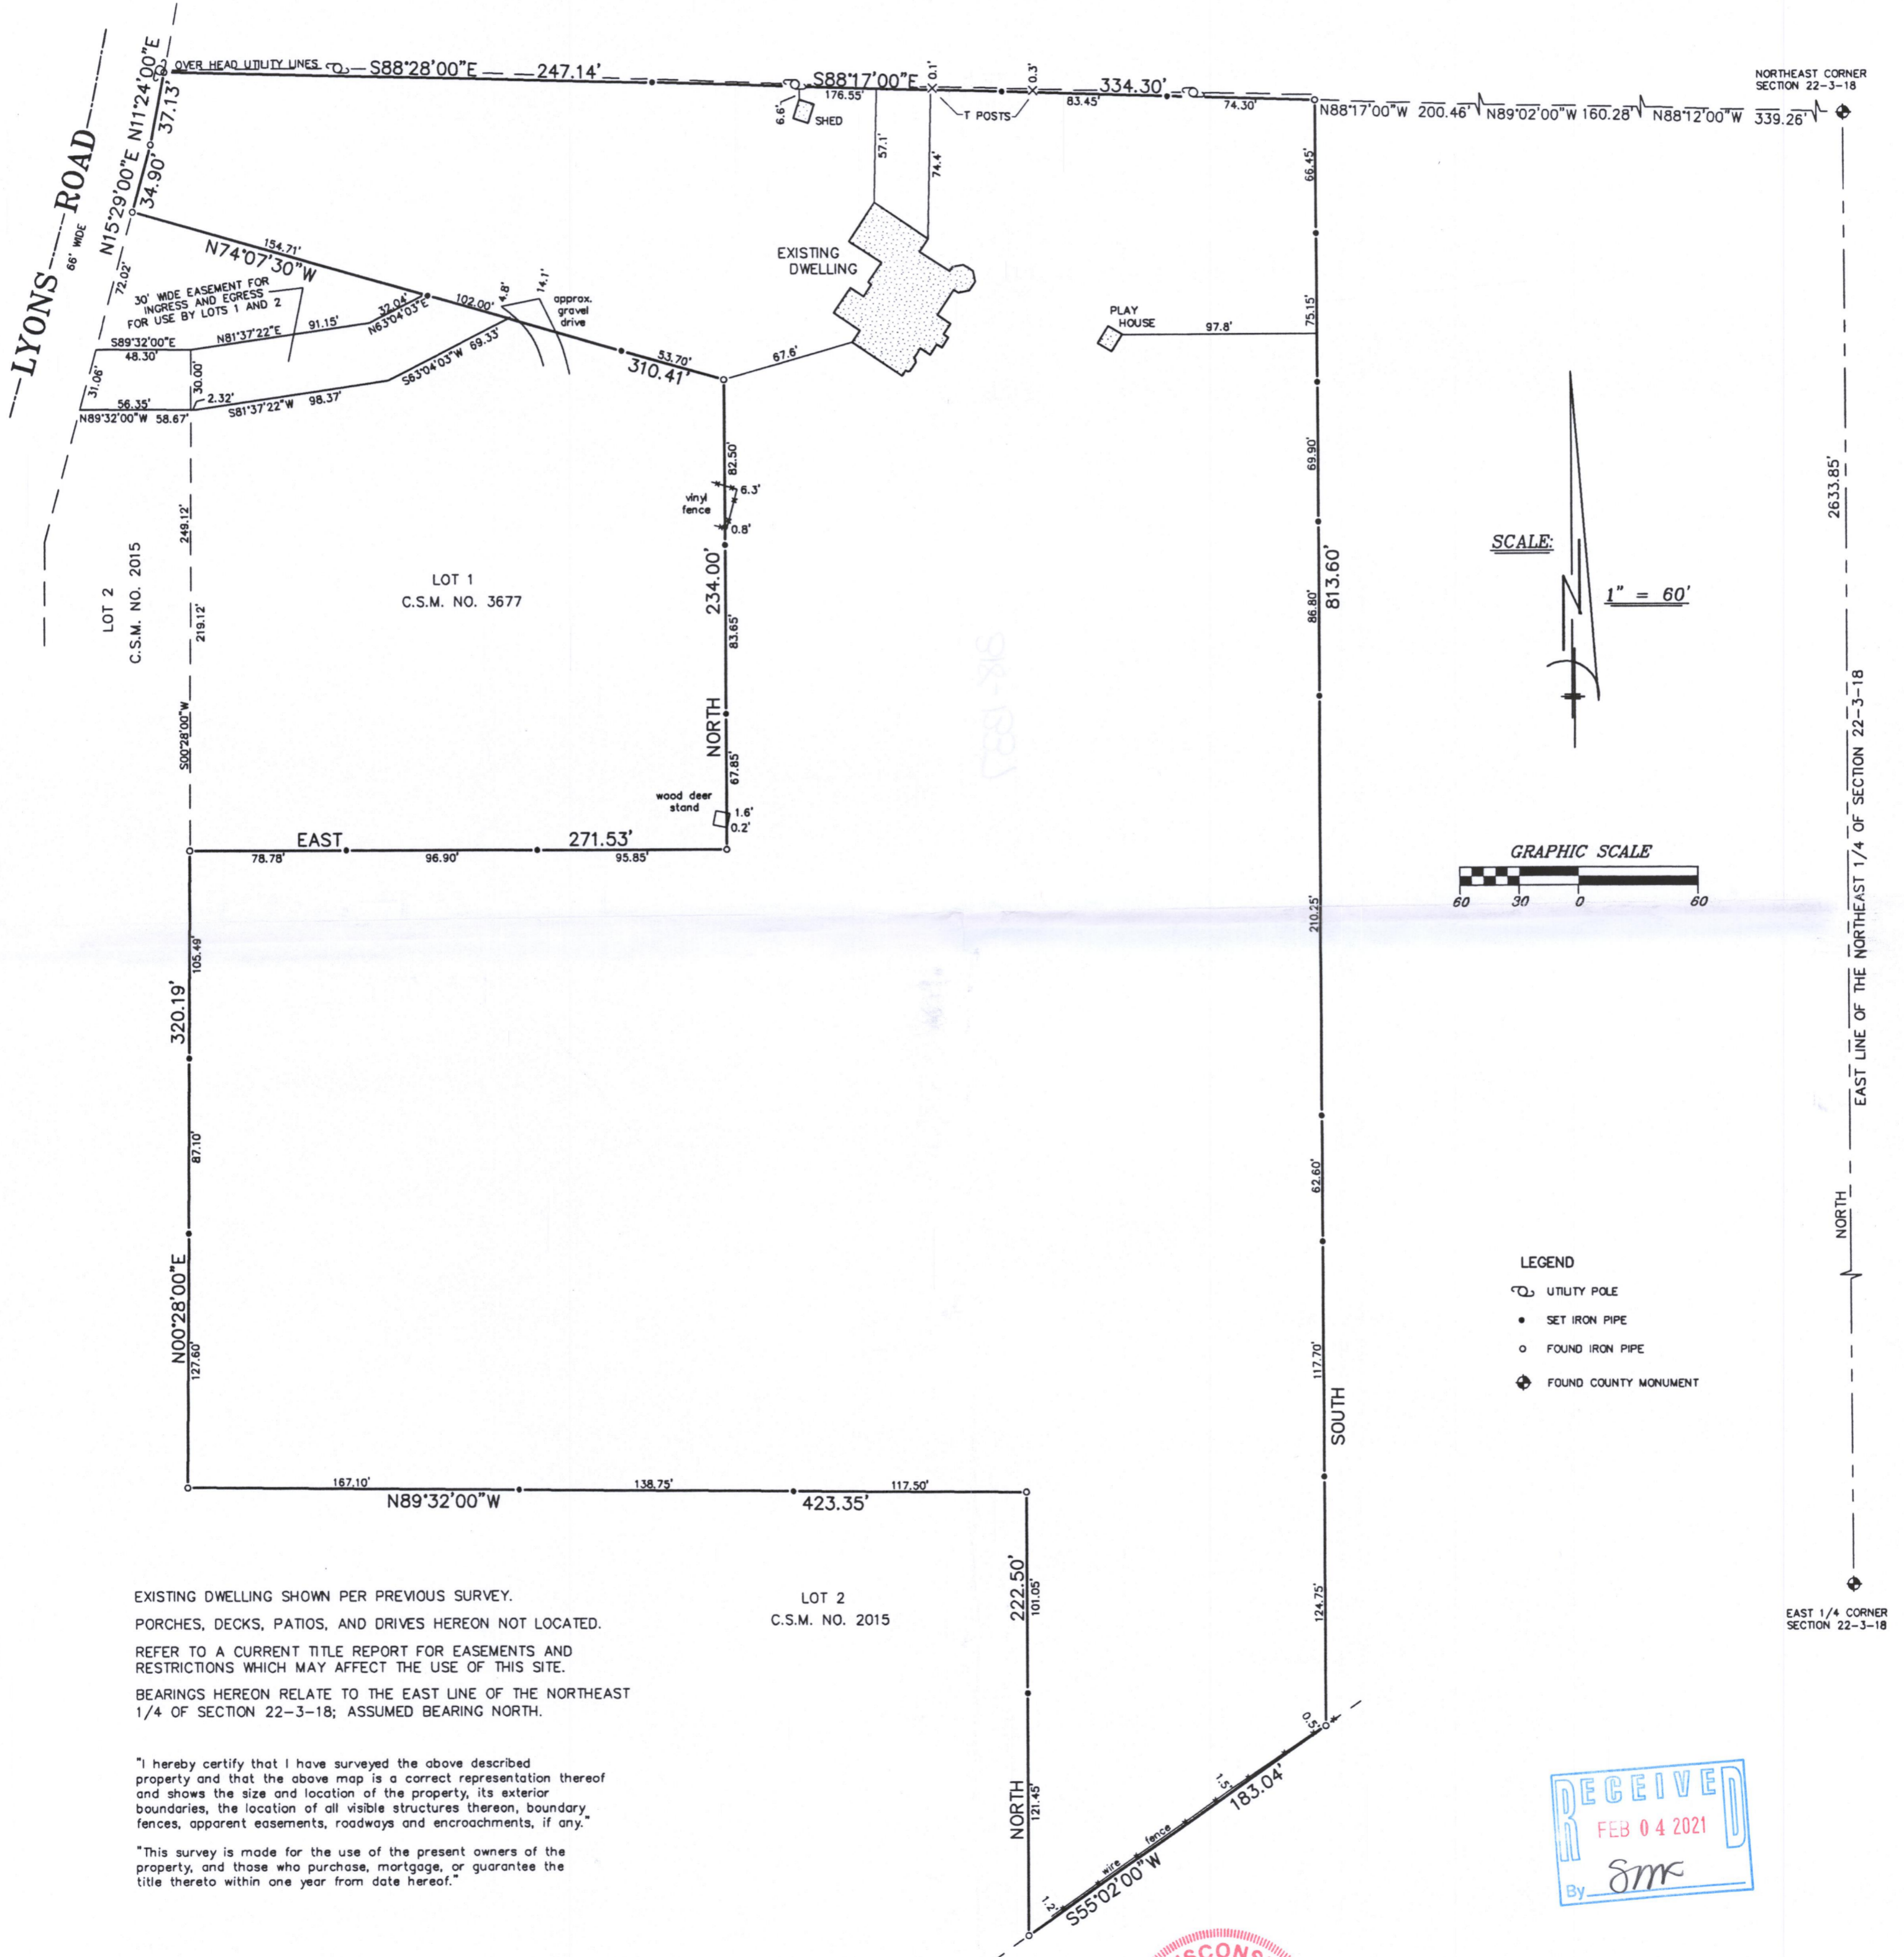 LYONS ROAD
66' WIDE
N11°24'00"E
37.13'
N15°29'00"E
34.90'
72.02'
OVER HEAD UTILITY LINES
S88°28'00"E
247.14'
S88°17'00"E
334.30'
176.55'
0.1'
0.3'
83.45'
74.30'
T POSTS
6.6'
SHED
57.1'
74.4'
N88°17'00"W 200.46'
N89°02'00"W 160.28'
N88°12'00"W 339.26'
NORTHEAST CORNER
SECTION 22-3-18
154.71'
N74°07'30"W
30' WIDE EASEMENT FOR
INGRESS AND EGRESS
FOR USE BY LOTS 1 AND 2
32.04'
N63°04'03"E
102.00'
4.8'
14.1'
approx.
gravel
drive
N81°37'22"E
91.15'
S89°32'00"E
48.30'
31.06'
30.00'
S63°04'03"W 69.33'
53.70'
310.41'
67.6'
56.35'
2.32'
N89°32'00"W 58.67'
S81°37'22"W 98.37'
EXISTING
DWELLING
PLAY
HOUSE
97.8'
66.45'
75.15'
69.90'
86.80'
813.60'
210.25'
62.60'
117.70'
SOUTH
124.75'
82.50'
6.3'
vinyl
fence
0.8'
234.00'
83.65'
NORTH
67.85'
wood deer
stand
1.6'
0.2'
LOT 2
C.S.M. NO. 2015
249.12'
219.12'
S00°28'00"W
LOT 1
C.S.M. NO. 3677
EAST
271.53'
78.78'
96.90'
95.85'
105.49'
320.19'
87.10'
N00°28'00"E
127.60'
167.10'
138.75'
117.50'
N89°32'00"W
423.35'
222.50'
101.05'
NORTH
121.45'
LOT 2
C.S.M. NO. 2015
0.5'
1.5'
183.04'
wire fence
1.2'
S55°02'00"W
SCALE:
N
1" = 60'
GRAPHIC SCALE
60 30 0 60
2633.85'
EAST LINE OF THE NORTHEAST 1/4 OF SECTION 22-3-18
NORTH
EAST 1/4 CORNER
SECTION 22-3-18
LEGEND
UTILITY POLE
SET IRON PIPE
FOUND IRON PIPE
FOUND COUNTY MONUMENT
EXISTING DWELLING SHOWN PER PREVIOUS SURVEY.
PORCHES, DECKS, PATIOS, AND DRIVES HEREON NOT LOCATED.
REFER TO A CURRENT TITLE REPORT FOR EASEMENTS AND
RESTRICTIONS WHICH MAY AFFECT THE USE OF THIS SITE.
BEARINGS HEREON RELATE TO THE EAST LINE OF THE NORTHEAST
1/4 OF SECTION 22-3-18; ASSUMED BEARING NORTH.
"I hereby certify that I have surveyed the above described
property and that the above map is a correct representation thereof
and shows the size and location of the property, its exterior
boundaries, the location of all visible structures thereon, boundary
fences, apparent easements, roadways and encroachments, if any."
"This survey is made for the use of the present owners of the
property, and those who purchase, mortgage, or guarantee the
title thereto within one year from date hereof."
RECEIVED
FEB 04 2021
By SMK